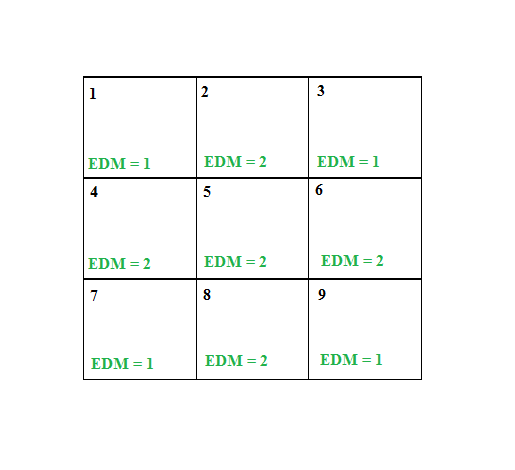 1
2
3
EDM = 1
EDM = 2
EDM = 1
4
5
6
EDM = 2
EDM = 2
EDM = 2
7
8
9
EDM = 1
EDM = 2
EDM = 1